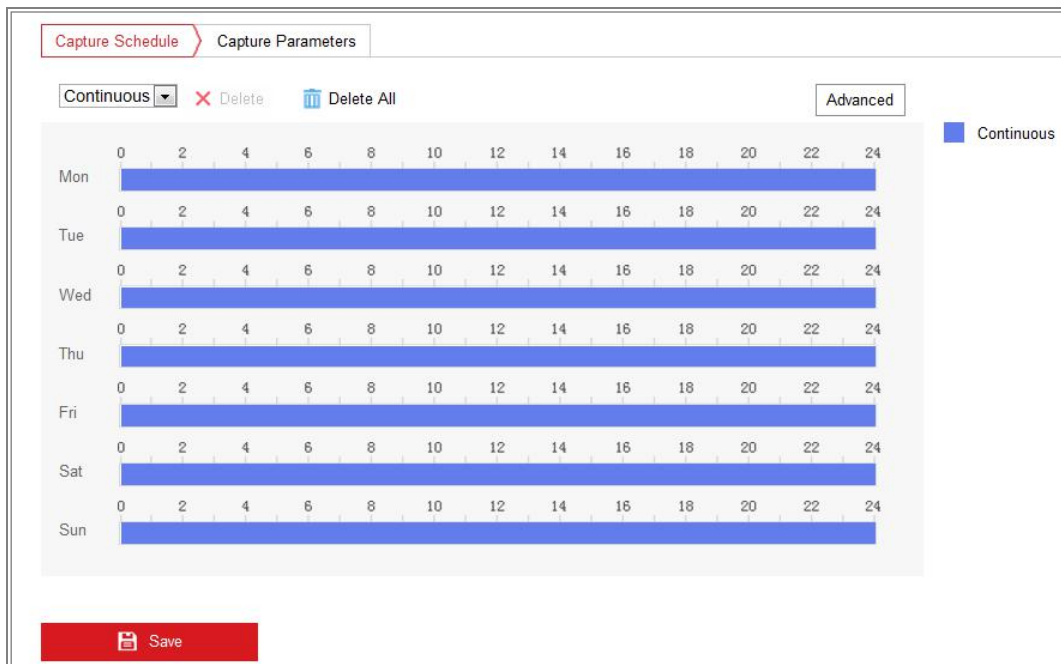 Capture Schedule Capture Parameters
Continuous Delete Delete All Advanced
Continuous
0 2 4 6 8 10 12 14 16 18 20 22 24
Mon
0 2 4 6 8 10 12 14 16 18 20 22 24
Tue
0 2 4 6 8 10 12 14 16 18 20 22 24
Wed
0 2 4 6 8 10 12 14 16 18 20 22 24
Thu
0 2 4 6 8 10 12 14 16 18 20 22 24
Fri
0 2 4 6 8 10 12 14 16 18 20 22 24
Sat
0 2 4 6 8 10 12 14 16 18 20 22 24
Sun
Save